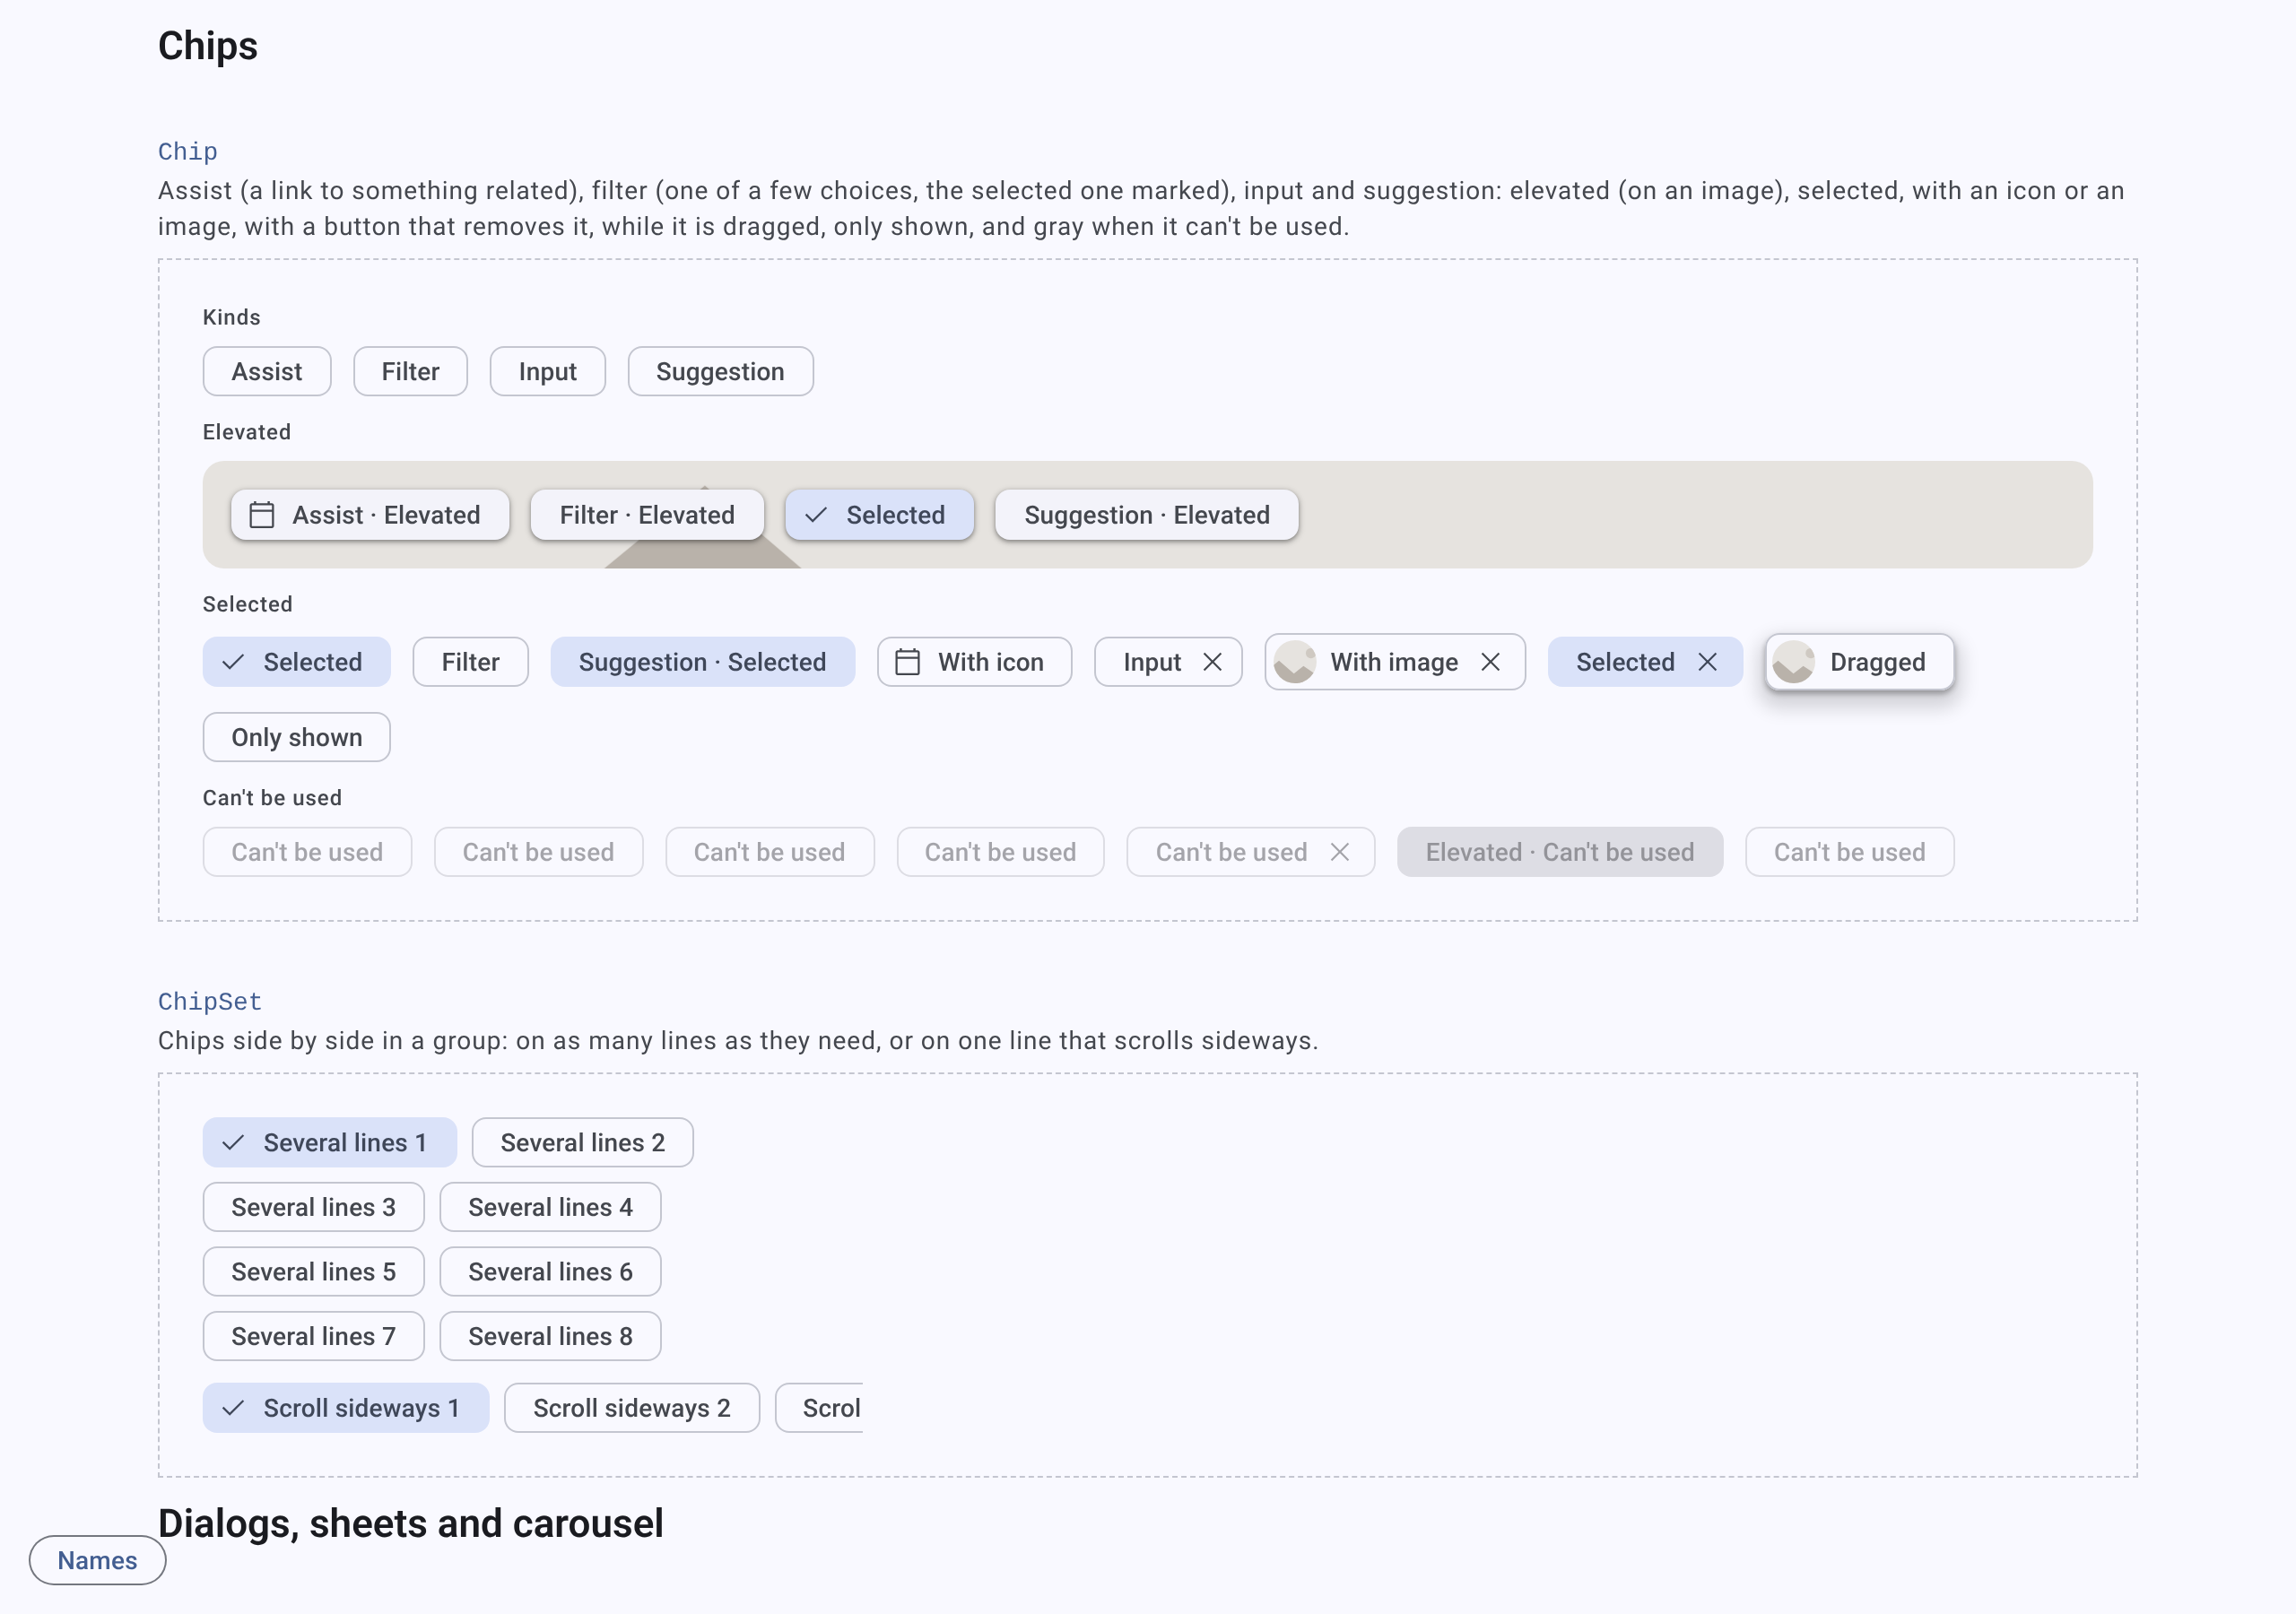 Chips
Chip
Assist (a link to something related), filter (one of a few choices, the selected one marked), input and suggestion: elevated (on an image), selected, with an icon or an
image, with a button that removes it, while it is dragged, only shown, and gray when it can't be used.
Kinds
Assist Filter Input Suggestion
Elevated
Assist · Elevated Filter · Elevated Selected Suggestion · Elevated
Selected
Selected Filter Suggestion · Selected With icon Input With image Selected Dragged
Only shown
Can't be used
Can't be used Can't be used Can't be used Can't be used Can't be used Elevated · Can't be used Can't be used
ChipSet
Chips side by side in a group: on as many lines as they need, or on one line that scrolls sideways.
Several lines 1 Several lines 2
Several lines 3 Several lines 4
Several lines 5 Several lines 6
Several lines 7 Several lines 8
Scroll sideways 1 Scroll sideways 2 Scrol
Dialogs, sheets and carousel
Names